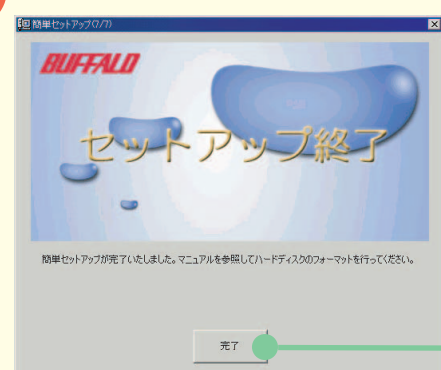 簡単セットアップ(7/7)
BUFFALO
セットアップ終了
簡単セットアップが完了いたしました。マニュアルを参照してハードディスクのフォーマットを行ってください。
完了